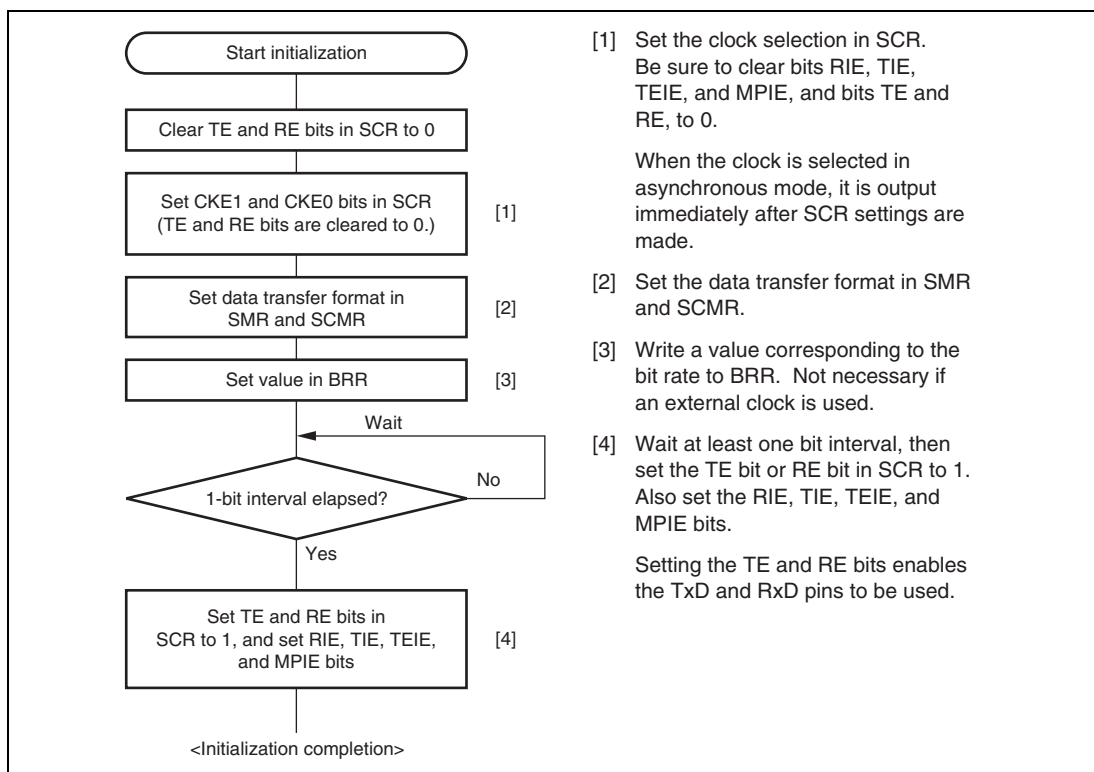 Start initialization
Clear TE and RE bits in SCR to 0
Set CKE1 and CKE0 bits in SCR
(TE and RE bits are cleared to 0.)
[1]
Set data transfer format in
SMR and SCMR
[2]
Set value in BRR
[3]
Wait
No
1-bit interval elapsed?
Yes
Set TE and RE bits in
SCR to 1, and set RIE, TIE, TEIE,
and MPIE bits
[4]
<Initialization completion>
[1] Set the clock selection in SCR.
Be sure to clear bits RIE, TIE,
TEIE, and MPIE, and bits TE and
RE, to 0.
When the clock is selected in
asynchronous mode, it is output
immediately after SCR settings are
made.
[2] Set the data transfer format in SMR
and SCMR.
[3] Write a value corresponding to the
bit rate to BRR. Not necessary if
an external clock is used.
[4] Wait at least one bit interval, then
set the TE bit or RE bit in SCR to 1.
Also set the RIE, TIE, TEIE, and
MPIE bits.
Setting the TE and RE bits enables
the TxD and RxD pins to be used.